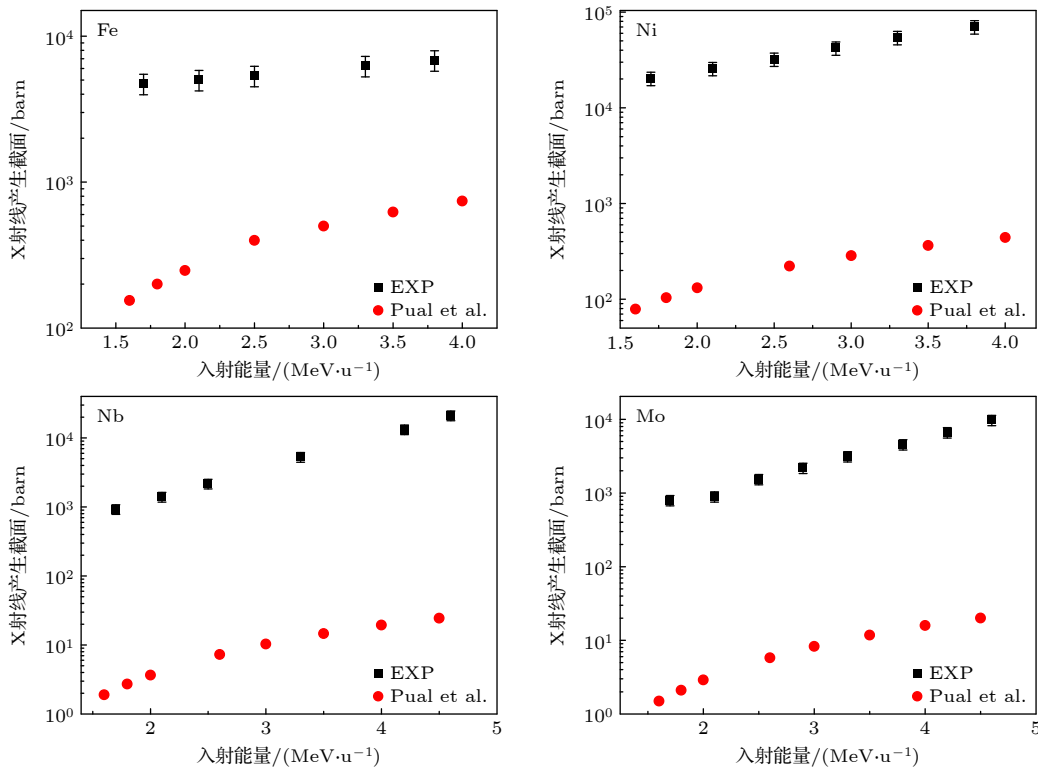 Fe
10⁴
10³
10²
X射线产生截面/barn
EXP
Pual et al.
1.5 2.0 2.5 3.0 3.5 4.0
入射能量/(MeV·u⁻¹)
Ni
10⁵
10⁴
10³
10²
X射线产生截面/barn
EXP
Pual et al.
1.5 2.0 2.5 3.0 3.5 4.0
入射能量/(MeV·u⁻¹)
Nb
10⁴
10³
10²
10¹
10⁰
X射线产生截面/barn
EXP
Pual et al.
2 3 4 5
入射能量/(MeV·u⁻¹)
Mo
10⁴
10³
10²
10¹
10⁰
X射线产生截面/barn
EXP
Pual et al.
2 3 4 5
入射能量/(MeV·u⁻¹)